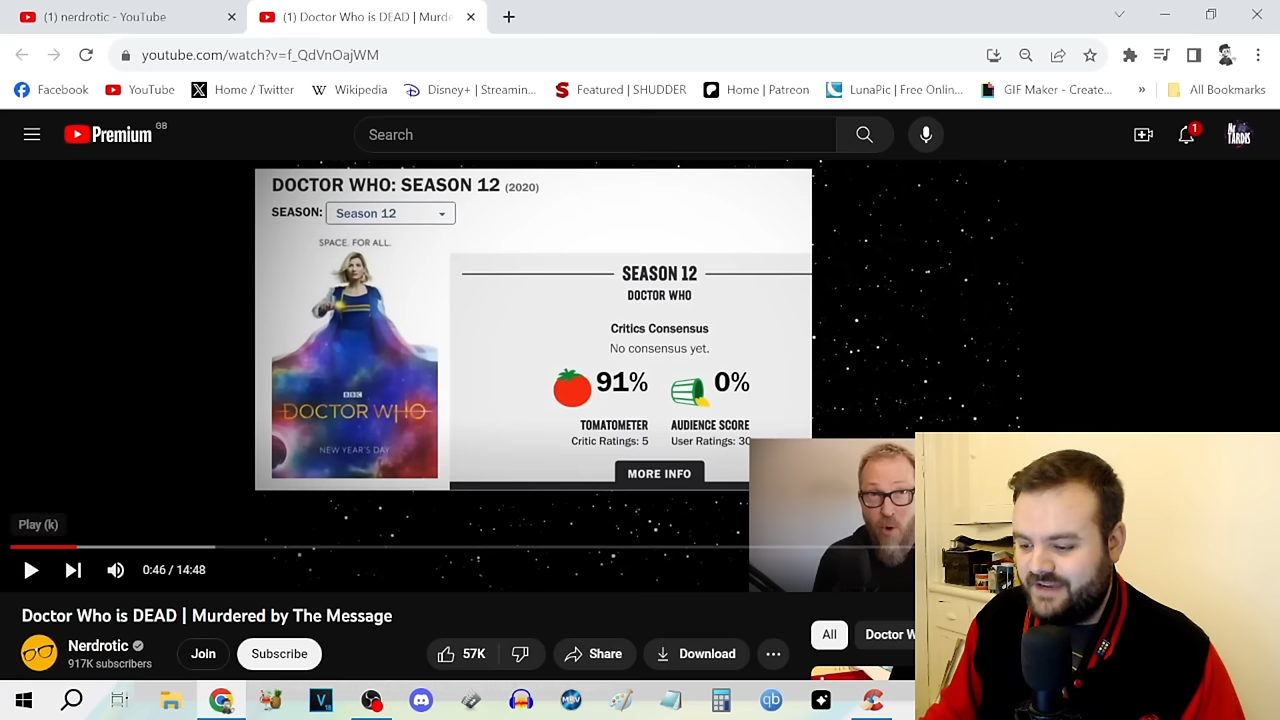 (1) nerdrotic - YouTube
(1) Doctor Who is DEAD | Murde
youtube.com/watch?v=f_QdVnOajWM
Facebook
YouTube
Home / Twitter
Wikipedia
Disney+ | Streamin...
Featured | SHUDDER
Home | Patreon
LunaPic | Free Onlin...
GIF Maker - Create...
»
All Bookmarks
Premium GB
Search
1
Mr TARDIS
DOCTOR WHO: SEASON 12 (2020)
SEASON: Season 12
SPACE. FOR ALL.
BBC
DOCTOR WHO
NEW YEAR'S DAY
SEASON 12
DOCTOR WHO
Critics Consensus
No consensus yet.
91% 0%
TOMATOMETER AUDIENCE SCORE
Critic Ratings: 5 User Ratings: 30
MORE INFO
Play (k)
0:46 / 14:48
Doctor Who is DEAD | Murdered by The Message
Nerdrotic
917K subscribers
Join
Subscribe
57K
Share
Download
All
Doctor W